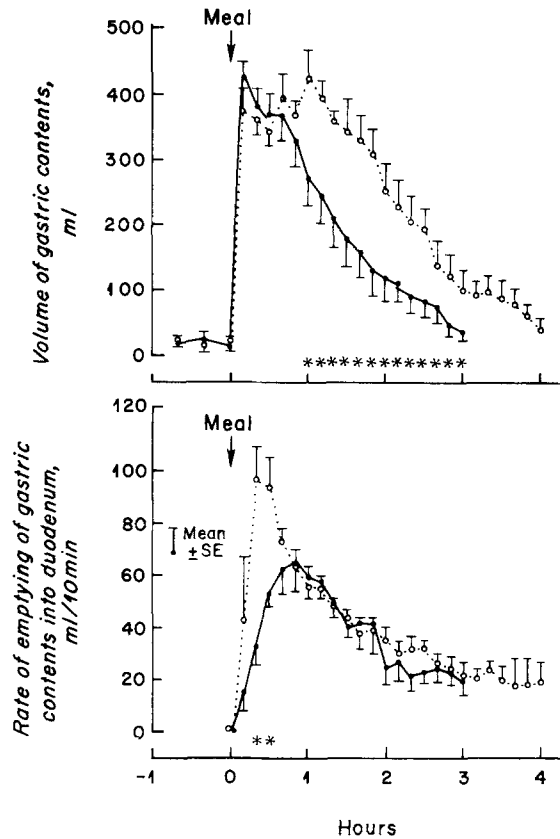 Meal
500
400
300
200
100
0
Volume of gastric contents,
ml
*************
120
100
80
60
40
20
0
Meal
Mean
±SE
Rate of emptying of gastric
contents into duodenum,
ml/10min
**
-1 0 1 2 3 4
Hours